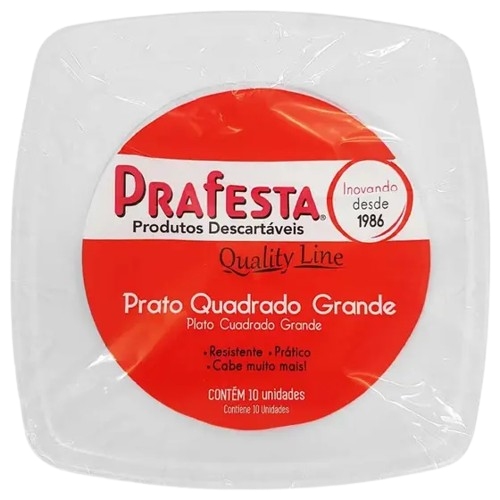 PRAFESTA®
Produtos Descartáveis
Inovando
desde
1986
Quality Line
Prato Quadrado Grande
Plato Cuadrado Grande
• Resistente • Prático
• Cabe muito mais!
CONTÊM 10 unidades
Contiene 10 Unidades